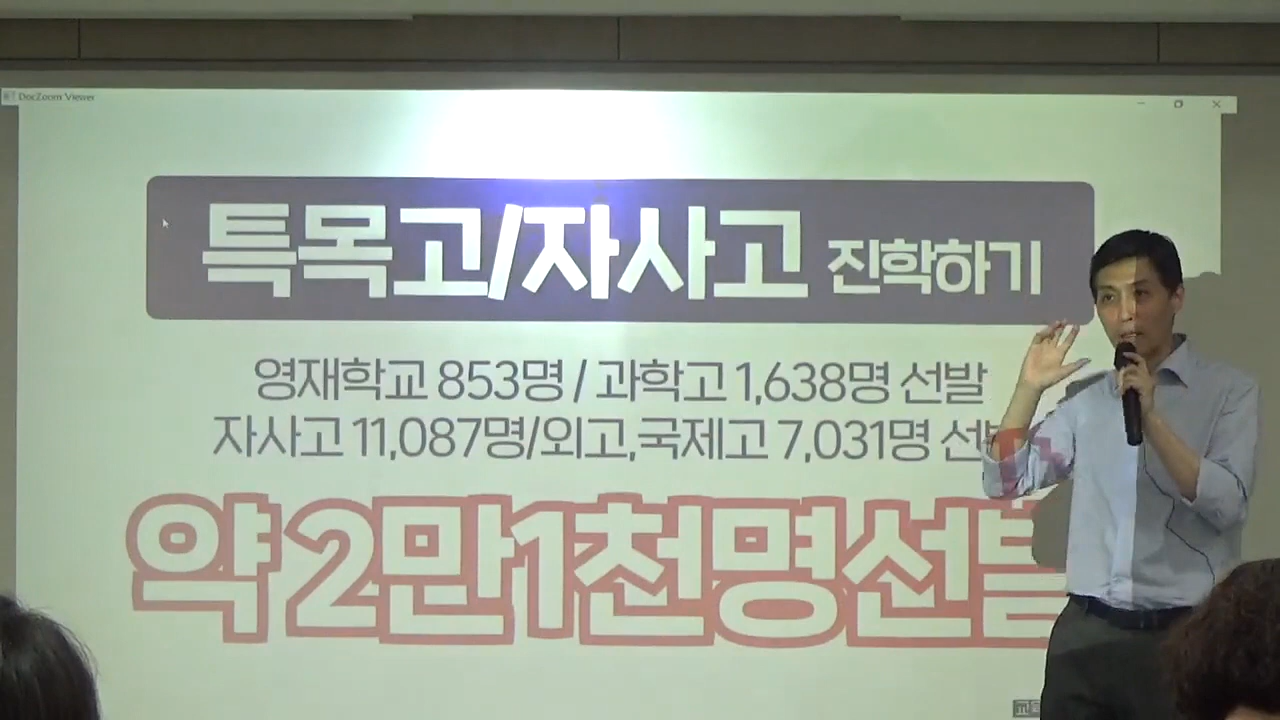 DocZoom Viewer
특목고/자사고 진학하기
영재학교 853명 / 과학고 1,638명 선발
자사고 11,087명/외고,국제고 7,031명
약 2만1천명선발